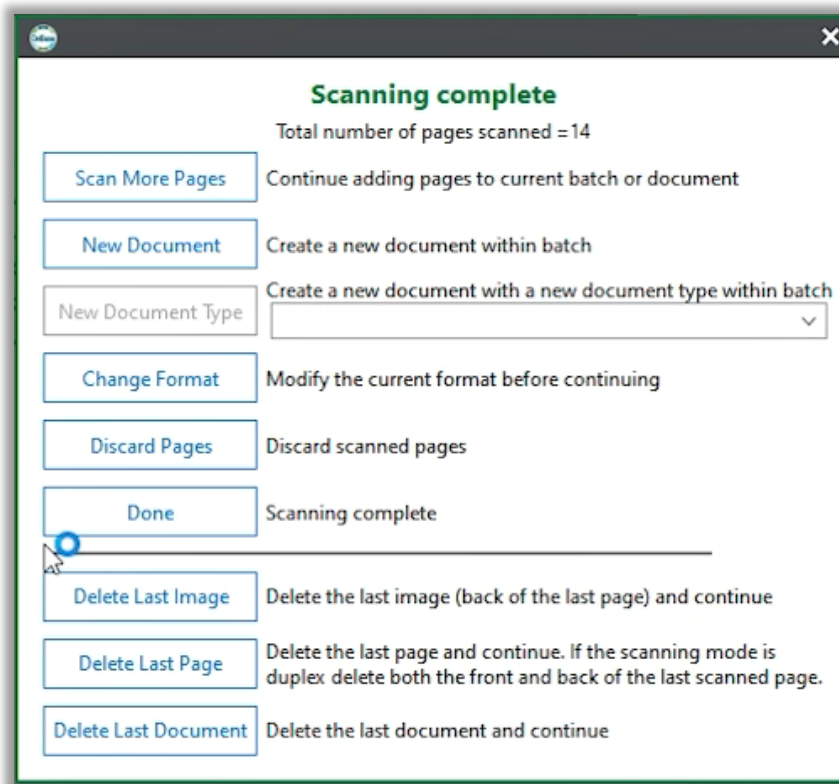 Scanning complete
Total number of pages scanned =14
Scan More Pages
Continue adding pages to current batch or document
New Document
Create a new document within batch
Create a new document with a new document type within batch
New Document Type
Change Format
Modify the current format before continuing
Discard Pages
Discard scanned pages
Done
Scanning complete
Delete Last Image
Delete the last image (back of the last page) and continue
Delete Last Page
Delete the last page and continue. If the scanning mode is
duplex delete both the front and back of the last scanned page.
Delete Last Document
Delete the last document and continue